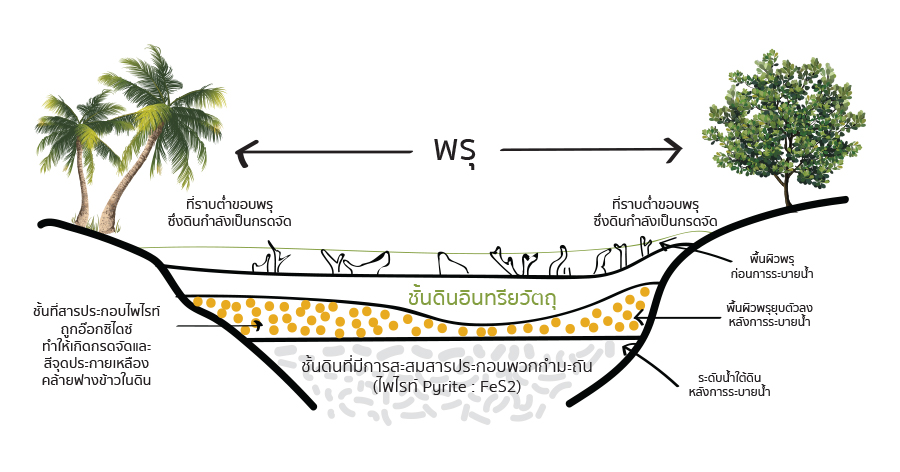 พรุ
ที่ราบต่ำขอบพรุ
ซึ่งดินกำลังเป็นกรดจัด
ที่ราบต่ำขอบพรุ
ซึ่งดินกำลังเป็นกรดจัด
พื้นผิวพรุ
ก่อนการระบายน้ำ
ชั้นดินอินทรียวัตถุ
ชั้นที่สารประกอบไพไรท์
ถูกอ๊อกซิไดซ์
ทำให้เกิดกรดจัดและ
สีจุดประกายเหลือง
คล้ายฟางข้าวในดิน
พื้นผิวพรุยุบตัวลง
หลังการระบายน้ำ
ชั้นดินที่มีการสะสมสารประกอบพวกกำมะถัน
(ไพไรท์ Pyrite : FeS2)
ระดับน้ำใต้ดิน
หลังการระบายน้ำ